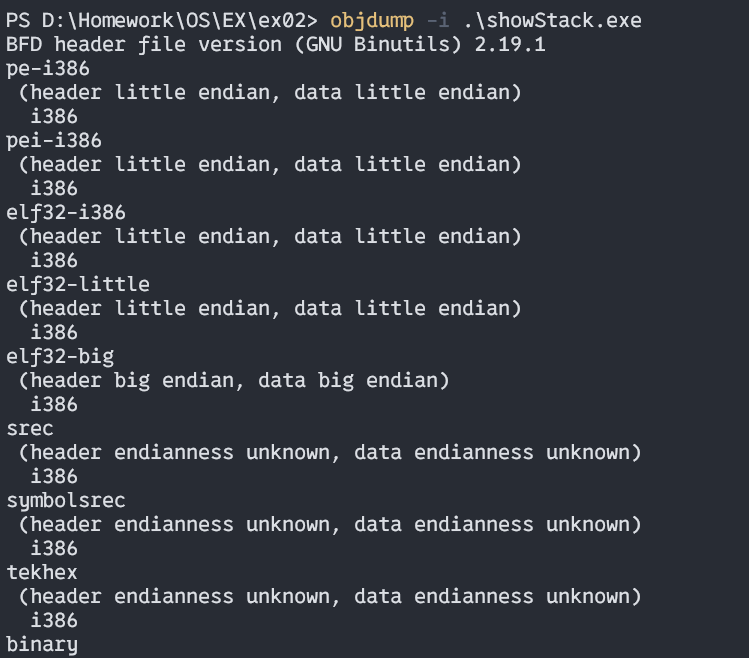 PS D:\Homework\OS\EX\ex02> objdump -i .\showStack.exe
BFD header file version (GNU Binutils) 2.19.1
pe-i386
 (header little endian, data little endian)
  i386
pei-i386
 (header little endian, data little endian)
  i386
elf32-i386
 (header little endian, data little endian)
  i386
elf32-little
 (header little endian, data little endian)
  i386
elf32-big
 (header big endian, data big endian)
  i386
srec
 (header endianness unknown, data endianness unknown)
  i386
symbolsrec
 (header endianness unknown, data endianness unknown)
  i386
tekhex
 (header endianness unknown, data endianness unknown)
  i386
binary